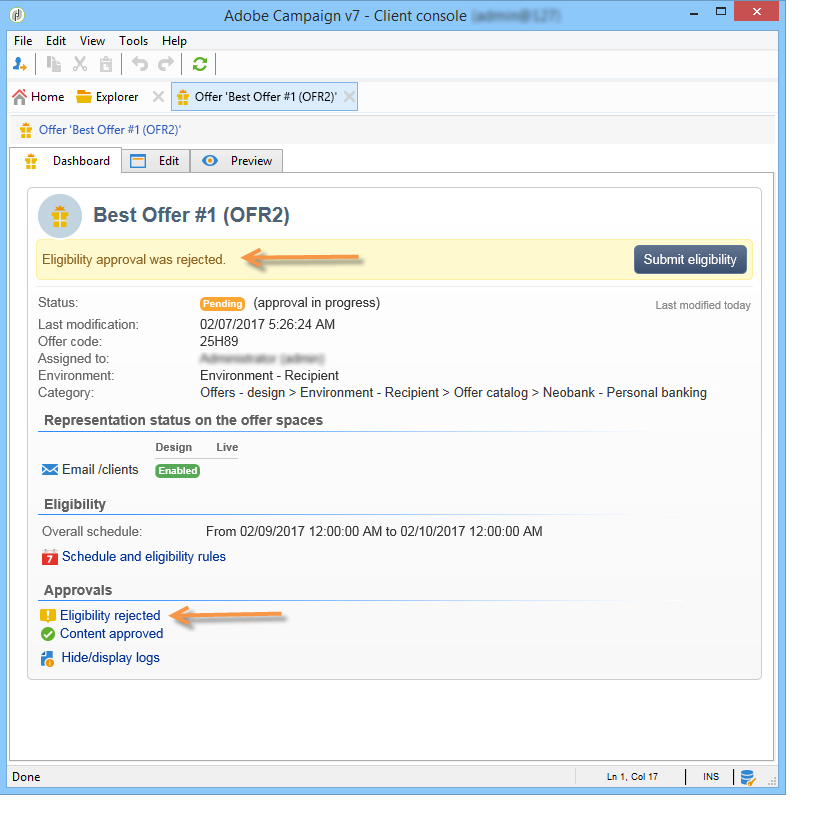 Adobe Campaign v7 - Client console
File Edit View Tools Help
Home Explorer Offer 'Best Offer #1 (OFR2)'
Offer 'Best Offer #1 (OFR2)'
Dashboard Edit Preview
Best Offer #1 (OFR2)
Eligibility approval was rejected. Submit eligibility
Status: Pending (approval in progress) Last modified today
Last modification: 02/07/2017 5:26:24 AM
Offer code: 25H89
Assigned to:
Environment: Environment - Recipient
Category: Offers - design > Environment - Recipient > Offer catalog > Neobank - Personal banking
Representation status on the offer spaces
Design Live
Email /clients Enabled
Eligibility
Overall schedule: From 02/09/2017 12:00:00 AM to 02/10/2017 12:00:00 AM
7 Schedule and eligibility rules
Approvals
Eligibility rejected
Content approved
Hide/display logs
Done Ln 1, Col 17 INS